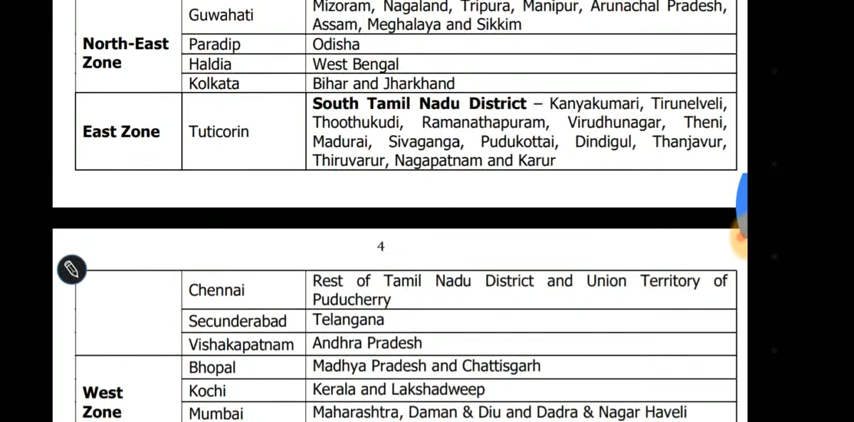 Guwahati
Mizoram, Nagaland, Tripura, Manipur, Arunachal Pradesh,
Assam, Meghalaya and Sikkim
North-East
Zone
Paradip
Odisha
Haldia
West Bengal
Kolkata
Bihar and Jharkhand
East Zone
Tuticorin
South Tamil Nadu District – Kanyakumari, Tirunelveli,
Thoothukudi, Ramanathapuram, Virudhunagar, Theni,
Madurai, Sivaganga, Pudukottai, Dindigul, Thanjavur,
Thiruvarur, Nagapatnam and Karur
4
Chennai
Rest of Tamil Nadu District and Union Territory of
Puducherry
Secunderabad
Telangana
Vishakapatnam
Andhra Pradesh
West
Zone
Bhopal
Madhya Pradesh and Chattisgarh
Kochi
Kerala and Lakshadweep
Mumbai
Maharashtra, Daman & Diu and Dadra & Nagar Haveli